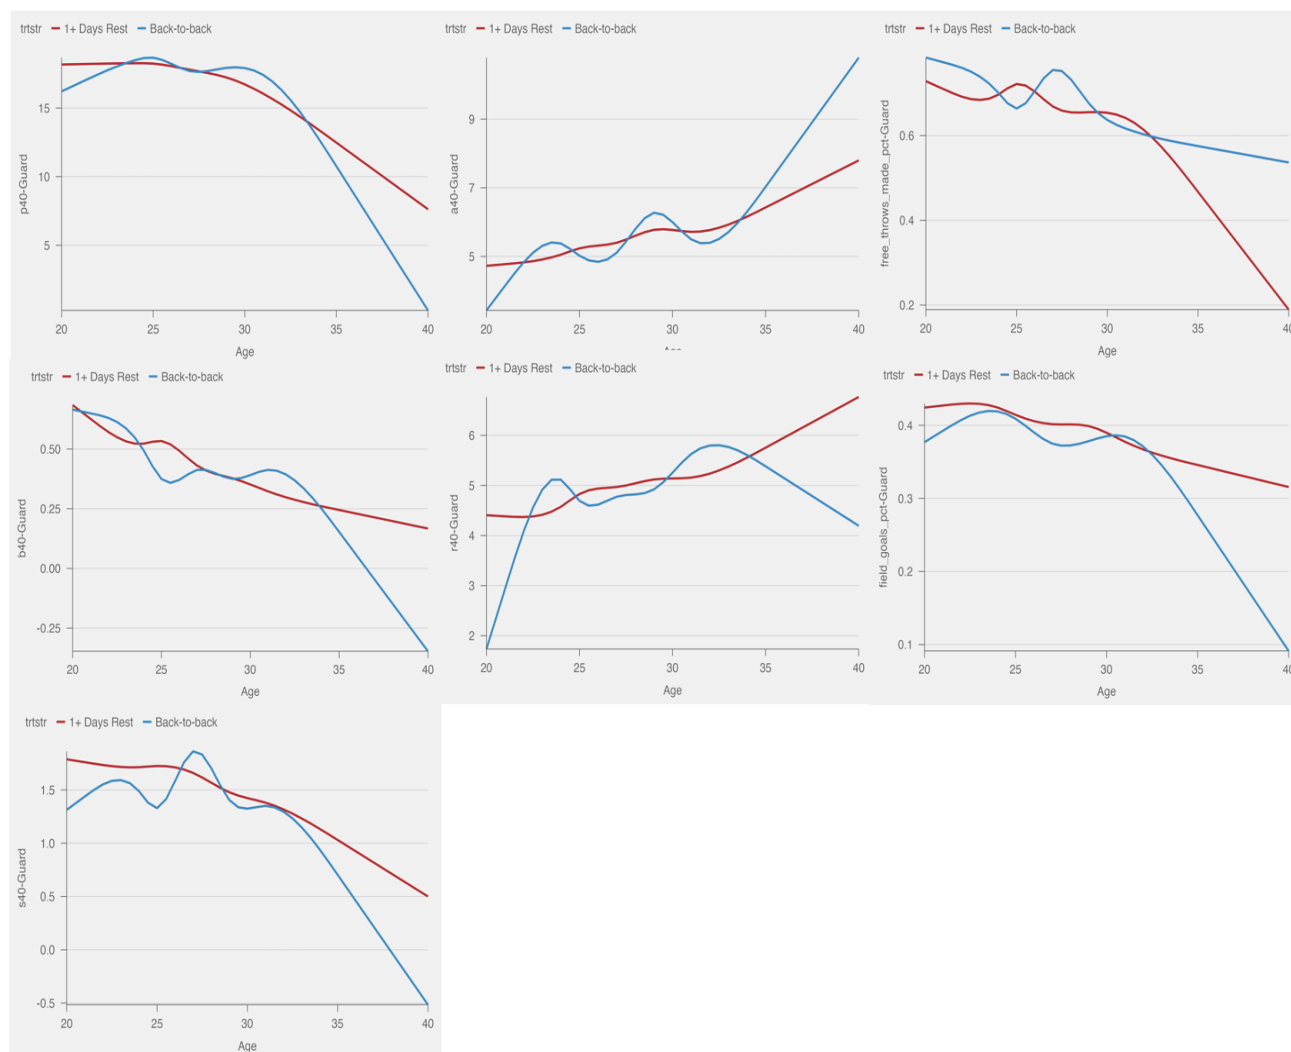 trtstr 1+ Days Rest Back-to-back
p40-Guard
15
10
5
20 25 30 35 40
Age
trtstr 1+ Days Rest Back-to-back
a40-Guard
9
7
5
20 25 30 35 40
trtstr 1+ Days Rest Back-to-back
free_throws_made_pct-Guard
0.6
0.4
0.2
20 25 30 35 40
Age
trtstr 1+ Days Rest Back-to-back
b40-Guard
0.50
0.25
0.00
-0.25
20 25 30 35 40
Age
trtstr 1+ Days Rest Back-to-back
r40-Guard
6
5
4
3
2
20 25 30 35 40
Age
trtstr 1+ Days Rest Back-to-back
field_goals_pct-Guard
0.4
0.3
0.2
0.1
20 25 30 35 40
Age
trtstr 1+ Days Rest Back-to-back
s40-Guard
1.5
1.0
0.5
0.0
-0.5
20 25 30 35 40
Age